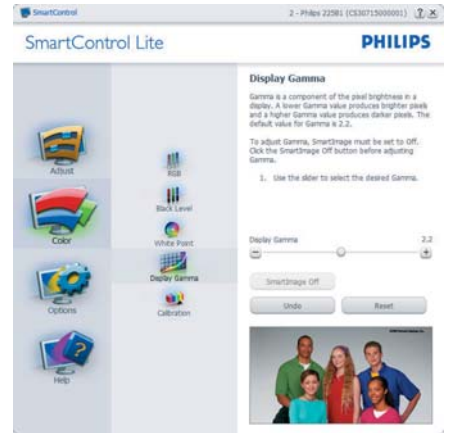 SmartControl
2 - Philips 225B1 (CS30715000001)
SmartControl Lite
PHILIPS
Adjust
Color
Options
Help
RGB
Black Level
White Point
Display Gamma
Calibration
Display Gamma
Gamma is a component of the pixel brightness in a
display. A lower Gamma value produces brighter pixels
and a higher Gamma value produces darker pixels. The
default value for Gamma is 2.2.
To adjust Gamma, SmartImage must be set to Off.
Click the SmartImage Off button before adjusting
Gamma.
1. Use the slider to select the desired Gamma.
Display Gamma 2.2
SmartImage Off
Undo Reset